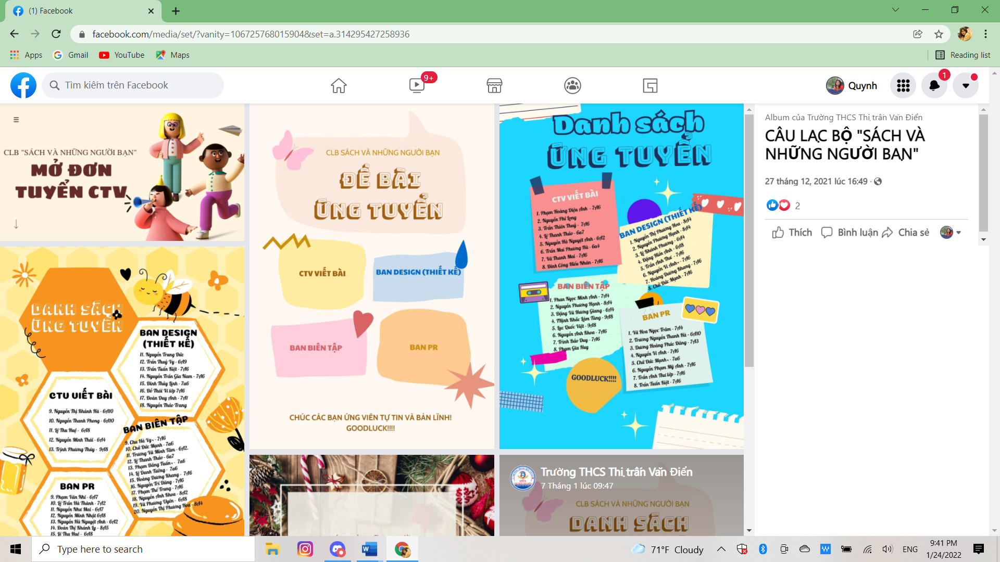 (1) Facebook
facebook.com/media/set/?vanity=106725768015904&set=a.314295427258936
Apps
Gmail
YouTube
Maps
Reading list
Tìm kiếm trên Facebook
9+
Quynh
1
CLB "SÁCH VÀ NHỮNG NGƯỜI BẠN"
MỞ ĐƠN
TUYỂN CTV
DANH SÁCH
ỨNG TUYỂN
BAN DESIGN
(THIẾT KẾ)
11. Nguyễn Trung Đức
12. Trần Thuỳ Vy - 6A9
13. Trần Tuấn Kiệt - 7A6
14. Nguyễn Trần Gia Nam - 7A6
15. Đinh Thùy Linh - 7a6
16. Đỗ Thái Vi lớp 7A6
17. Đoàn Duy Anh - 7A11
18. Nguyễn Thảo Trang
CTV VIẾT BÀI
9. Nguyễn Thị Khánh Hà - 6A10
10. Nguyễn Thanh Phong - 6A10
11. Lê Thu Huệ - 6A8
12. Nguyễn Minh Thái - 6A4
13. Trịnh Phương Thủy - 9A8
BAN BIÊN TẬP
9. Chu Hà Vy - 7A6
10. Chử Đức Mạnh - 7a6
11. Trương Vũ Minh Tâm - 6A2.
12. Lê Thanh Thảo - 6a7
13. Phạm Đăng Tuấn - 7a6
14. Lê Danh Tường - 7a6
15. Hoàng Dương Khang - 7A6
16. Nguyễn Trí Dũng - 7A6
17. Phạm Thế Trung - 7A6
18. Nguyễn Anh Khoa - 8A2
19. Vũ Phương Uyên - 6A8
20. Nguyễn Thị Phương Hoa - 8A4
BAN PR
9. Phạm Vân Nhi - 6A7
10. Lê Trần Hà Thành - 7A2
11. Nguyễn Như Mai - 6A7
12. Nguyễn Minh Nhật 6A8
13. Nguyễn Hà Nguyệt Anh - 6A2
14. Đoàn Thị Khánh Ly - 8A5
15. Lê Thu Huệ - 6A8
CLB SÁCH VÀ NHỮNG NGƯỜI BẠN
ĐỀ BÀI
ỨNG TUYỂN
CTV VIẾT BÀI
BAN DESIGN (THIẾT KẾ)
BAN BIÊN TẬP
BAN PR
CHÚC CÁC BẠN ỨNG VIÊN TỰ TIN VÀ BẢN LĨNH!
GOODLUCK!!!!
Danh sách
ỨNG TUYỂN
CTV VIẾT BÀI
1. Phạm Hoàng Diệu Anh - 7A6
2. Nguyễn Phi Long
3. Trần Thiên Thuỷ - 7A6
4. Lê Thanh Thảo - 6a7
5. Nguyễn Hà Nguyệt Anh - 6A12
6. Trần Mai Phương Hà - 6a4
7. Vũ Thanh Mai - 7A6
8. Đinh Công Hiếu Nhân - 7A6
BAN DESIGN (THIẾT KẾ)
1. Nguyễn Thị Phương Hoa - 8A4
2. Nguyễn Phương Hạnh - 8A4
3. Lê Khánh Phương - 6A4
4. Đặng Hiền Anh - 6A8
5. Trần Anh Thư - 7A6
6. Nguyễn Vi Anh - 7A6
7. Hoàng Dương Khang - 7A6
8. Chử Đức Mạnh - 7A6
BAN BIÊN TẬP
1. Phan Ngọc Minh Anh - 7A4
2. Nguyễn Phương Hạnh - 8A4
3. Đặng Vũ Hương Giang - 6A4
4. Thịnh Khắc Lâm Tùng - 9A8
5. Lục Quốc Việt - 9A8
6. Nguyễn Anh Khoa - 7A6
7. Trịnh Bảo Duy - 7A6
8. Phạm Gia Huy
BAN PR
1. Vũ Hoa Ngọc Trâm - 7A4
2. Trương Nguyễn Thanh Hà - 6A10
3. Dương Hoàng Phúc Đăng - 7A3
4. Nguyễn Vi Anh - 7A6
5. Chử Đức Mạnh - 7a6
6. Nguyễn Phạm Mỹ Anh - 7A6
7. Trần Anh Thư lớp - 7A6
8. Trần Tuấn Kiệt - 7A6
GOODLUCK!!!!
Trường THCS Thị trấn Văn Điển
7 Tháng 1 lúc 09:47
CLB SÁCH VÀ NHỮNG NGƯỜI BẠN
DANH SÁCH
Album của Trường THCS Thị trấn Văn Điển
CÂU LẠC BỘ "SÁCH VÀ
NHỮNG NGƯỜI BẠN"
27 tháng 12, 2021 lúc 16:49 ·
2
Thích
Bình luận
Chia sẻ
Type here to search
71°F Cloudy
ENG
9:41 PM
1/24/2022